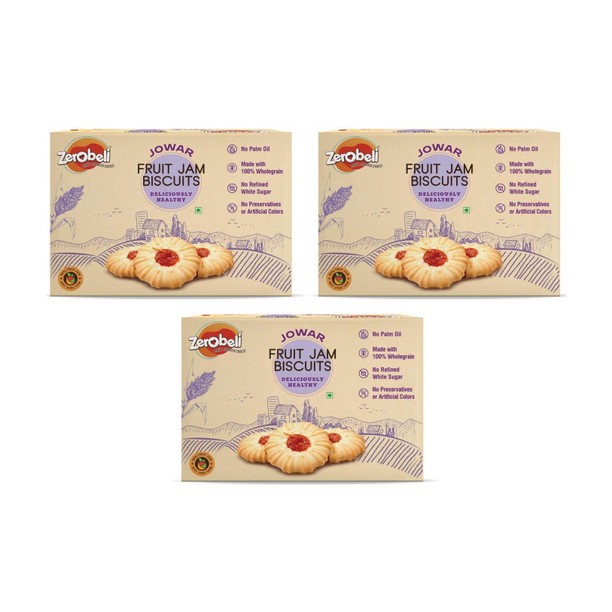 Zerobeli
JOWAR
FRUIT JAM
BISCUITS
DELICIOUSLY
HEALTHY
No Palm Oil
Made with
100% Wholegrain
No Refined
White Sugar
No Preservatives
or Artificial Colors
Zerobeli
JOWAR
FRUIT JAM
BISCUITS
DELICIOUSLY
HEALTHY
No Palm Oil
Made with
100% Wholegrain
No Refined
White Sugar
No Preservatives
or Artificial Colors
Zerobeli
JOWAR
FRUIT JAM
BISCUITS
DELICIOUSLY
HEALTHY
No Palm Oil
Made with
100% Wholegrain
No Refined
White Sugar
No Preservatives
or Artificial Colors